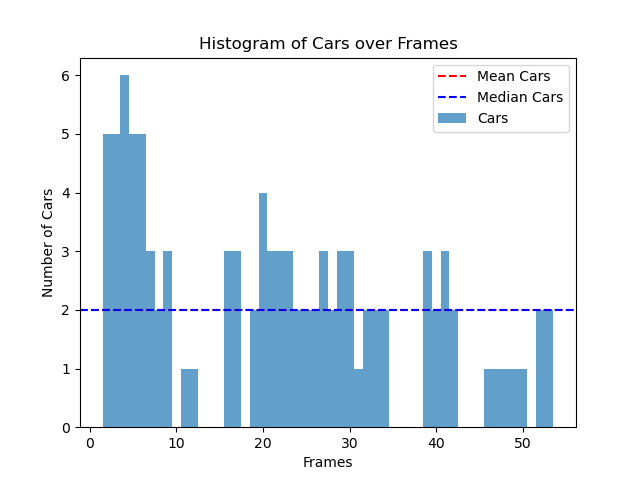 Histogram of Cars over Frames
Mean Cars
Median Cars
Cars
Number of Cars
6
5
4
3
2
1
0
0 10 20 30 40 50
Frames